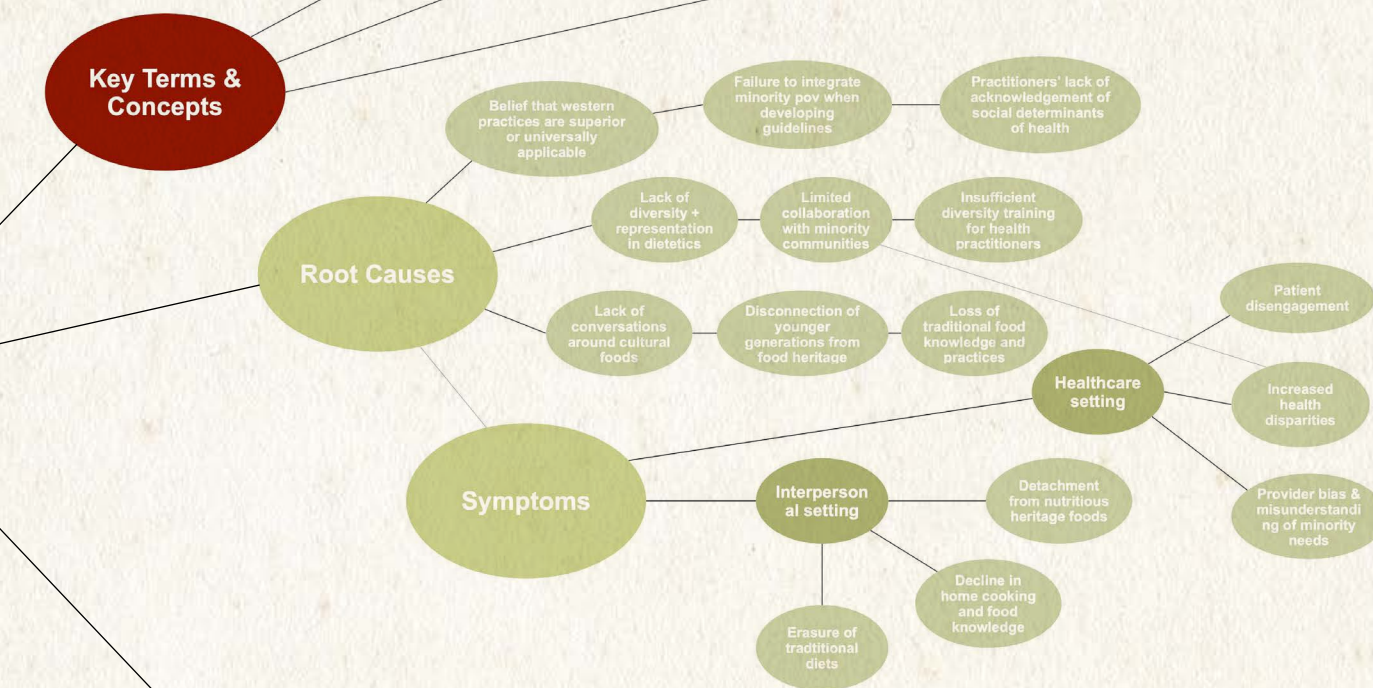 Key Terms &
Concepts
Belief that western
practices are superior
or universally
applicable
Failure to integrate
minority pov when
developing
guidelines
Practitioners' lack of
acknowledgement of
social determinants
of health
Root Causes
Lack of
diversity +
representation
in dietetics
Limited
collaboration
with minority
communities
Insufficient
diversity training
for health
practitioners
Lack of
conversations
around cultural
foods
Disconnection of
younger
generations from
food heritage
Loss of
traditional food
knowledge and
practices
Symptoms
Healthcare
setting
Patient
disengagement
Increased
health
disparities
Provider bias &
misunderstandi
ng of minority
needs
Interperson
al setting
Detachment
from nutritious
heritage foods
Decline in
home cooking
and food
knowledge
Erasure of
tradtitional
diets